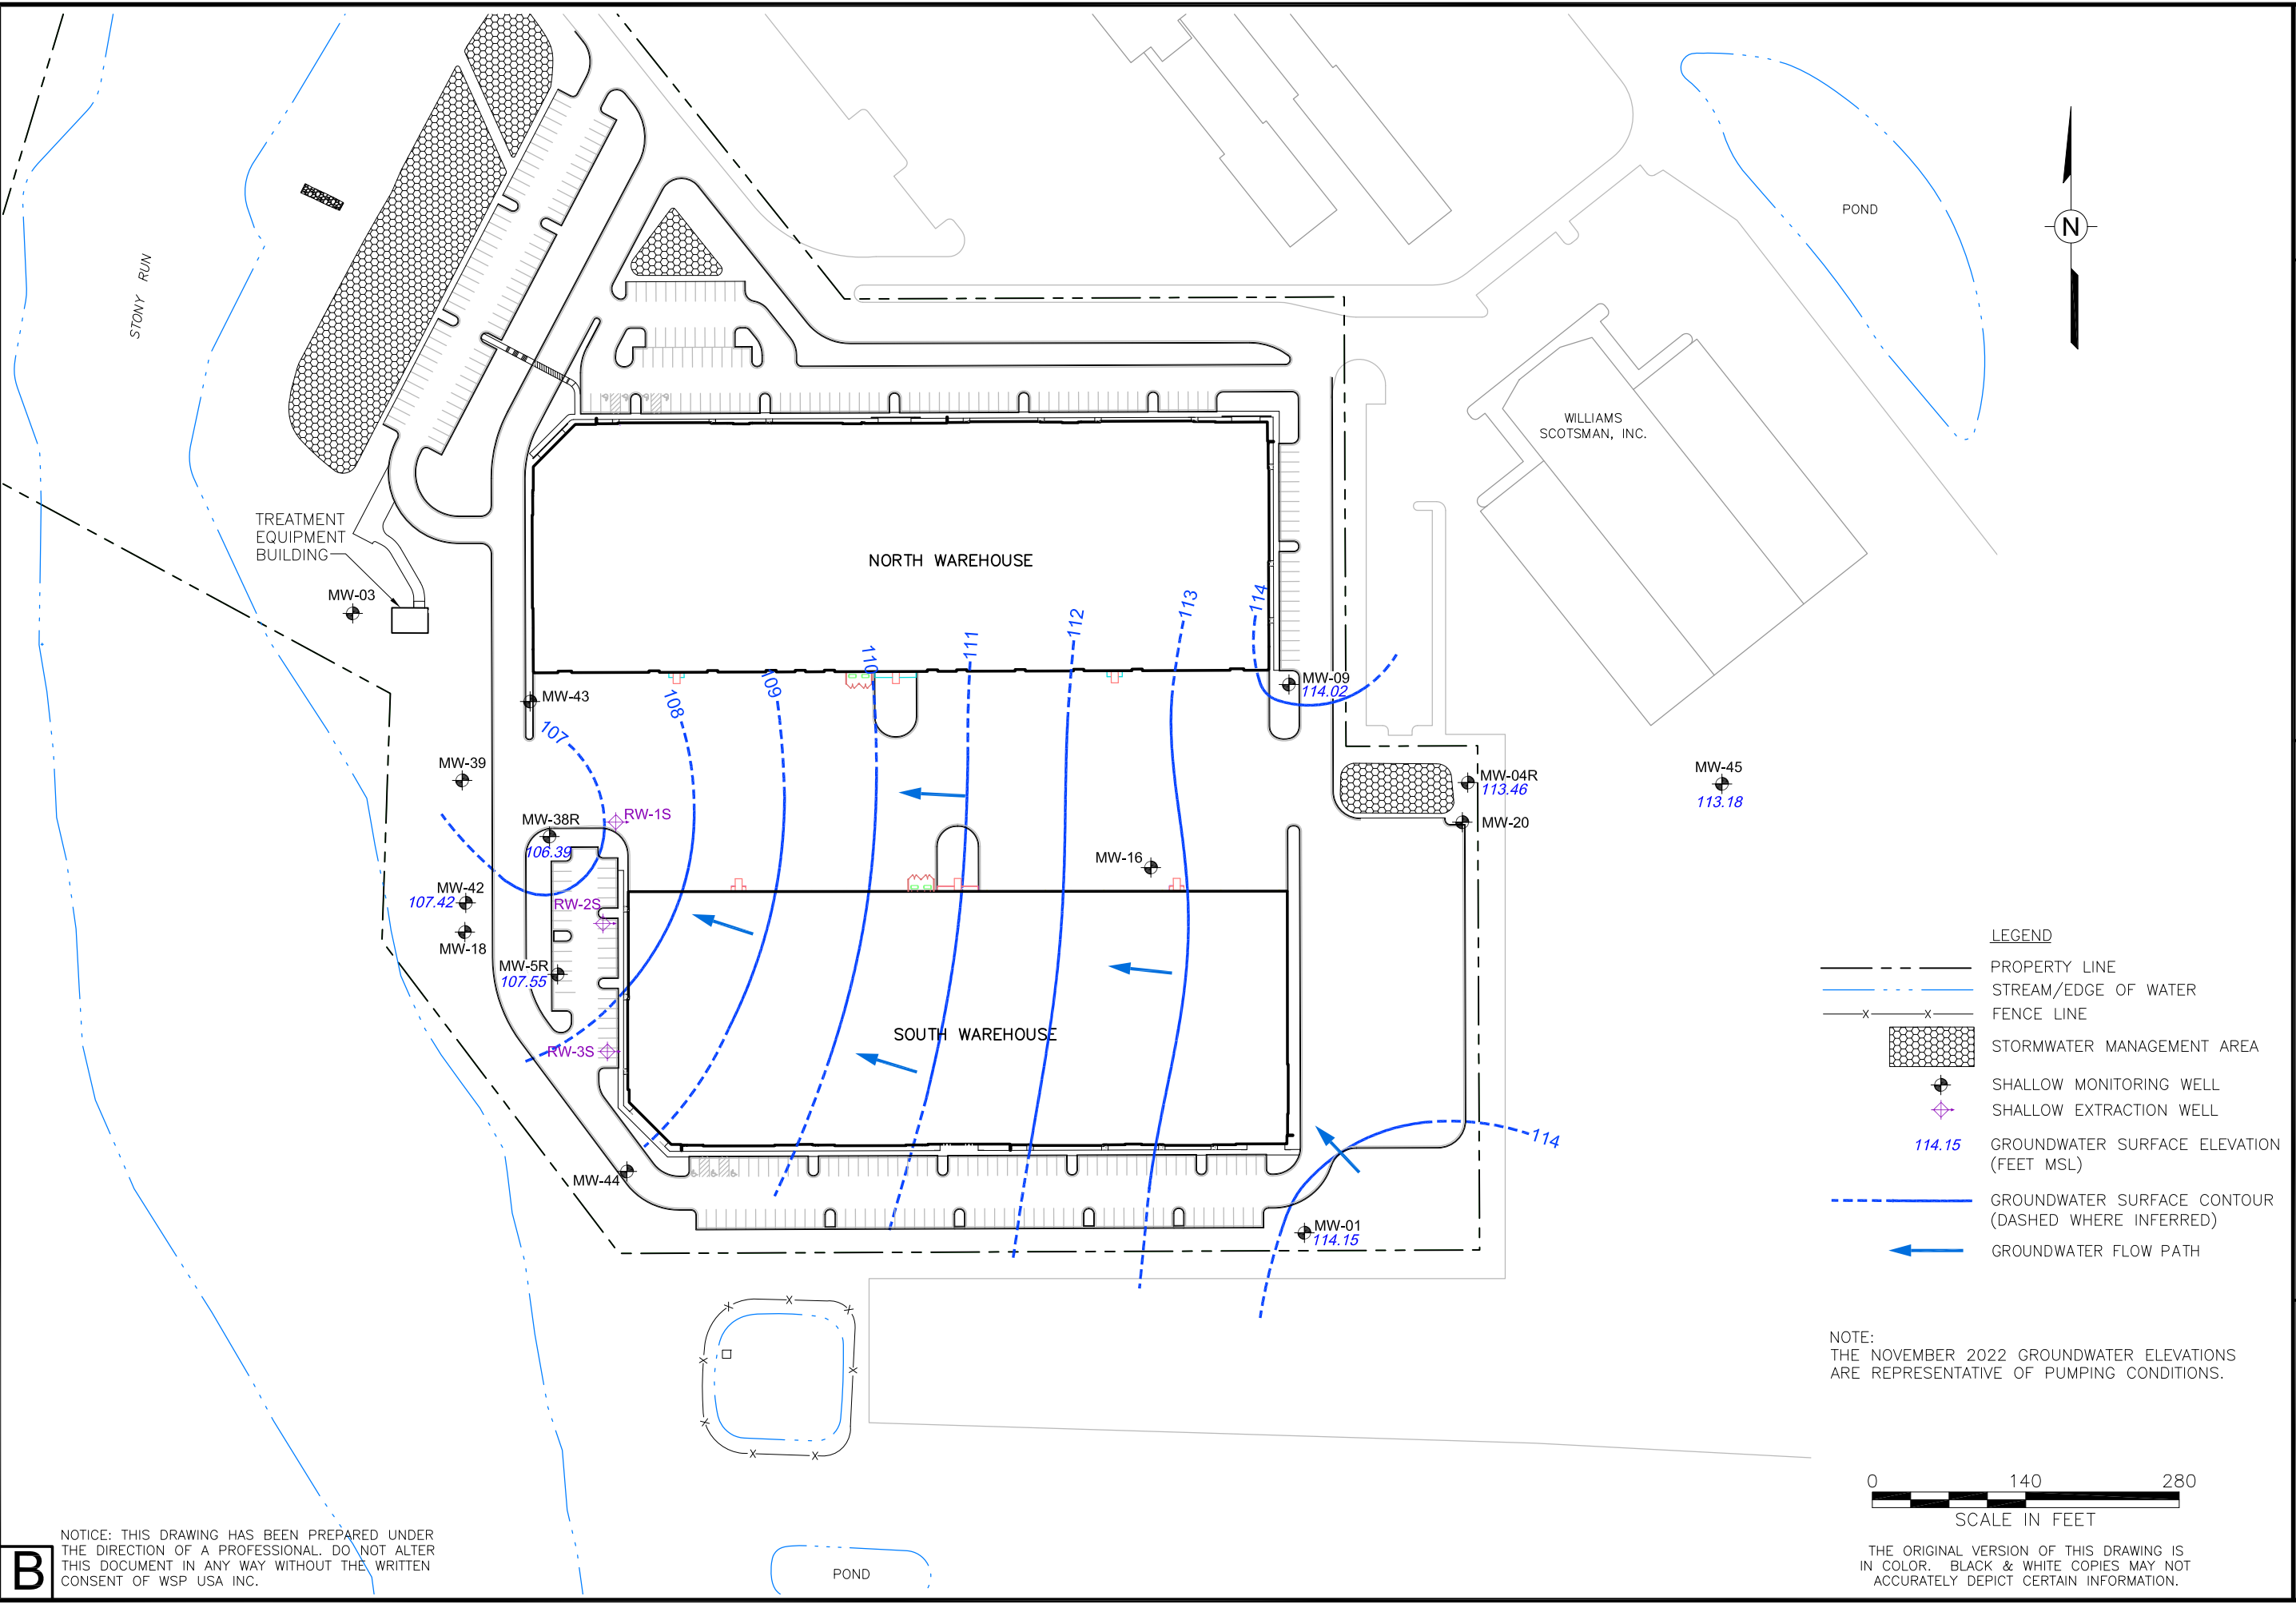 POND
N
STONY RUN
WILLIAMS
SCOTSMAN, INC.
TREATMENT
EQUIPMENT
BUILDING
NORTH WAREHOUSE
MW-03
114
113
112
111
110
109
108
107
MW-09
114.02
MW-43
MW-39
MW-04R
113.46
MW-45
113.18
RW-1S
MW-38R
106.39
MW-20
MW-16
MW-42
107.42
RW-2S
MW-18
MW-5R
107.55
SOUTH WAREHOUSE
RW-3S
114
MW-44
MW-01
114.15
LEGEND
PROPERTY LINE
STREAM/EDGE OF WATER
X X FENCE LINE
STORMWATER MANAGEMENT AREA
SHALLOW MONITORING WELL
SHALLOW EXTRACTION WELL
114.15 GROUNDWATER SURFACE ELEVATION
(FEET MSL)
GROUNDWATER SURFACE CONTOUR
(DASHED WHERE INFERRED)
GROUNDWATER FLOW PATH
X X X X X X X X
NOTE:
THE NOVEMBER 2022 GROUNDWATER ELEVATIONS
ARE REPRESENTATIVE OF PUMPING CONDITIONS.
0 140 280
SCALE IN FEET
THE ORIGINAL VERSION OF THIS DRAWING IS
IN COLOR. BLACK & WHITE COPIES MAY NOT
ACCURATELY DEPICT CERTAIN INFORMATION.
POND
B
NOTICE: THIS DRAWING HAS BEEN PREPARED UNDER
THE DIRECTION OF A PROFESSIONAL. DO NOT ALTER
THIS DOCUMENT IN ANY WAY WITHOUT THE WRITTEN
CONSENT OF WSP USA INC.